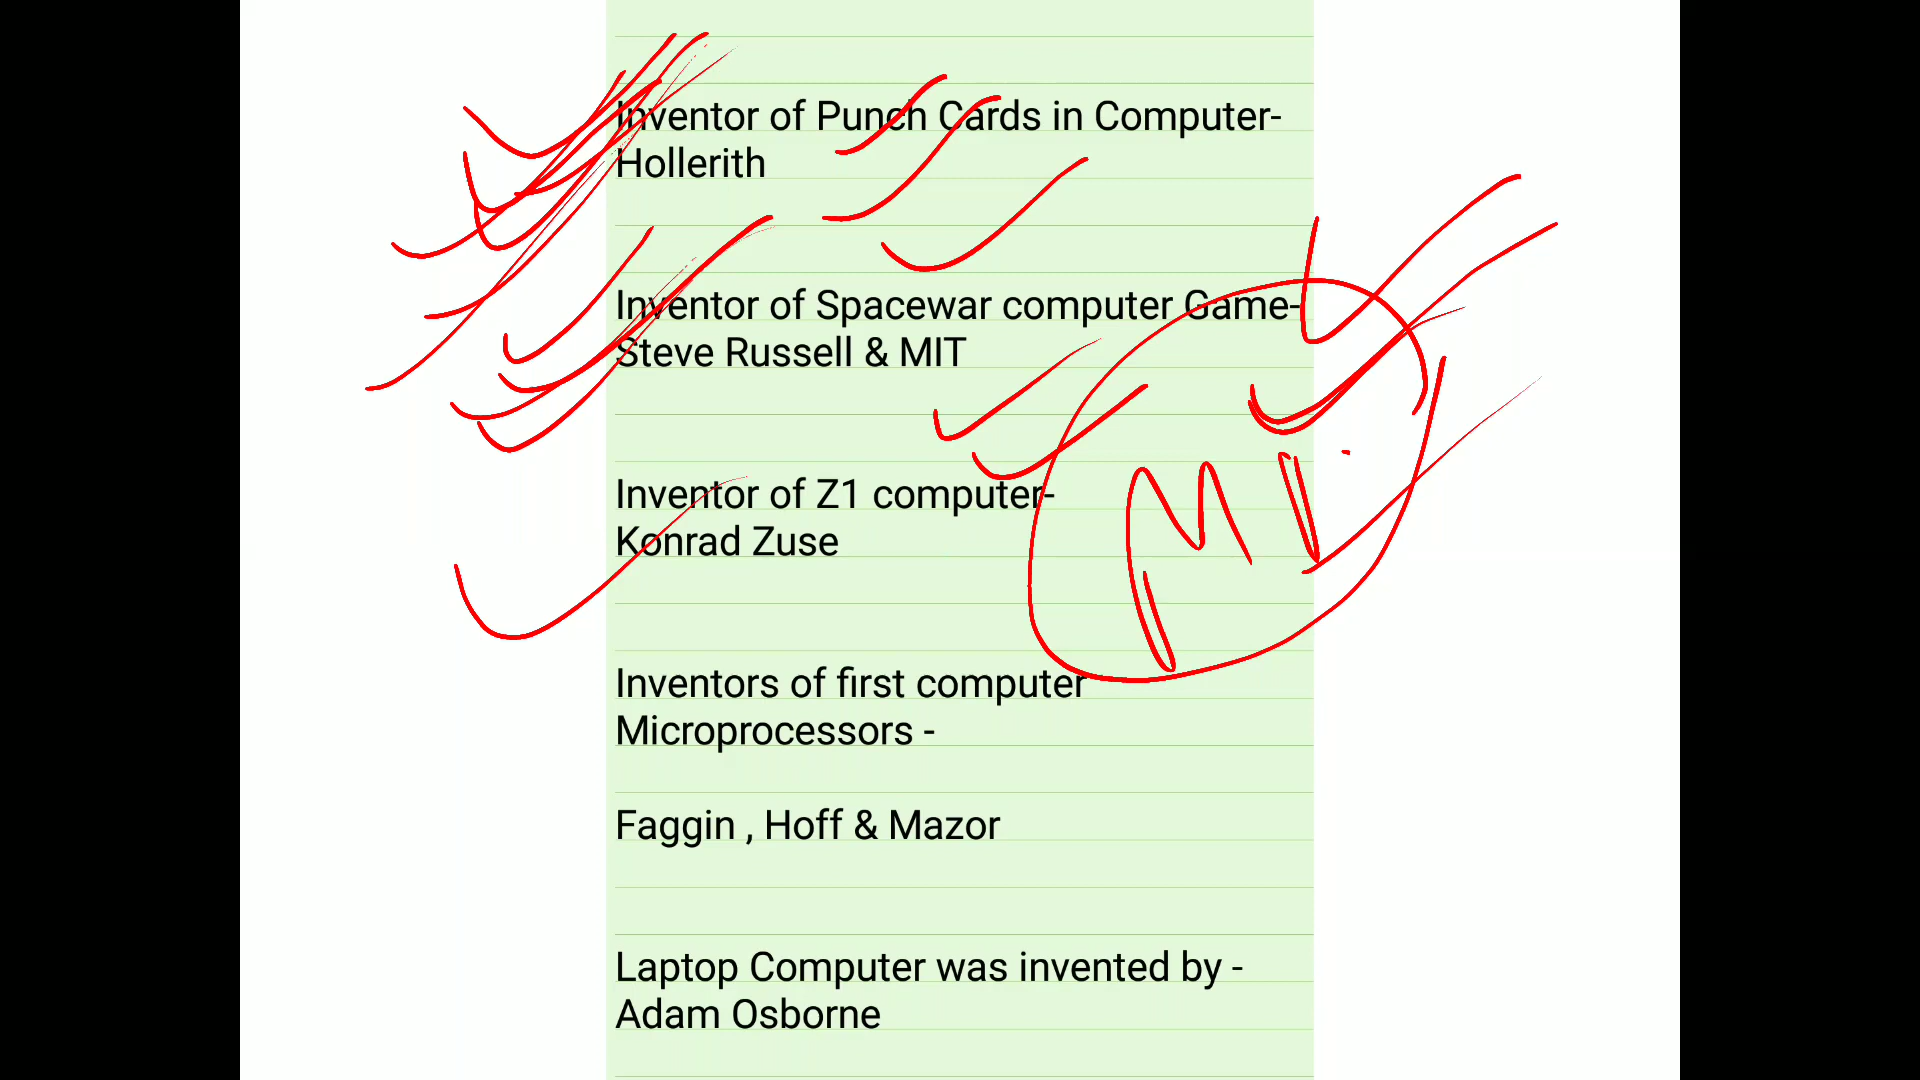 Inventor of Punch Cards in Computer-
Hollerith
Inventor of Spacewar computer Game-
Steve Russell & MIT
Inventor of Z1 computer-
Konrad Zuse
Inventors of first computer
Microprocessors -
Faggin , Hoff & Mazor
Laptop Computer was invented by -
Adam Osborne